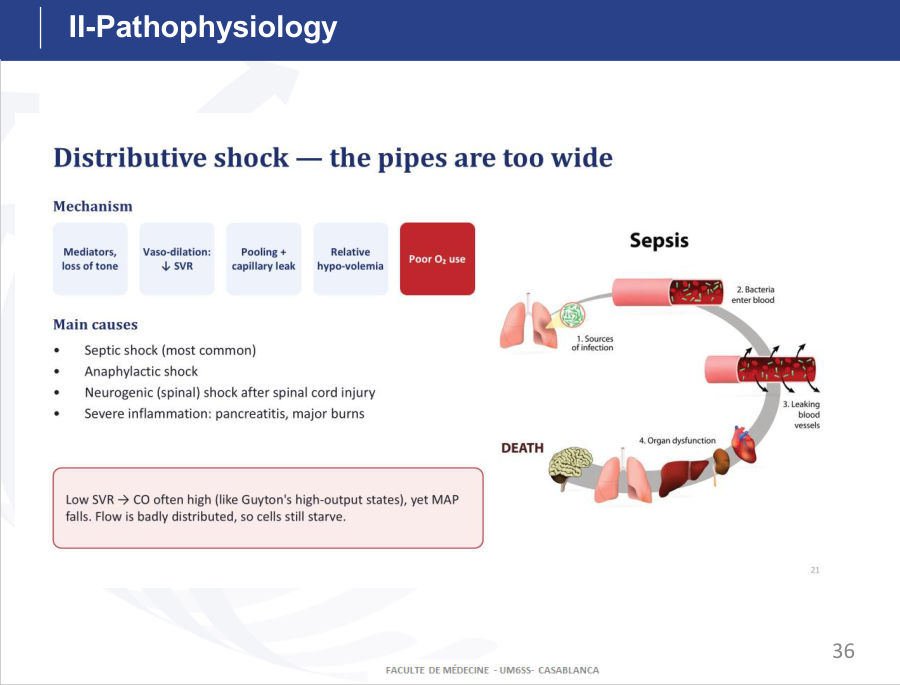 II-Pathophysiology
Distributive shock — the pipes are too wide
Mechanism
Mediators,
loss of tone
Vaso-dilation:
↓ SVR
Pooling +
capillary leak
Relative
hypo-volemia
Poor O₂ use
Main causes
• Septic shock (most common)
• Anaphylactic shock
• Neurogenic (spinal) shock after spinal cord injury
• Severe inflammation: pancreatitis, major burns
Low SVR → CO often high (like Guyton's high-output states), yet MAP
falls. Flow is badly distributed, so cells still starve.
Sepsis
1. Sources
of infection
2. Bacteria
enter blood
3. Leaking
blood
vessels
4. Organ dysfunction
DEATH
21
36
FACULTE DE MÉDECINE - UM6SS- CASABLANCA